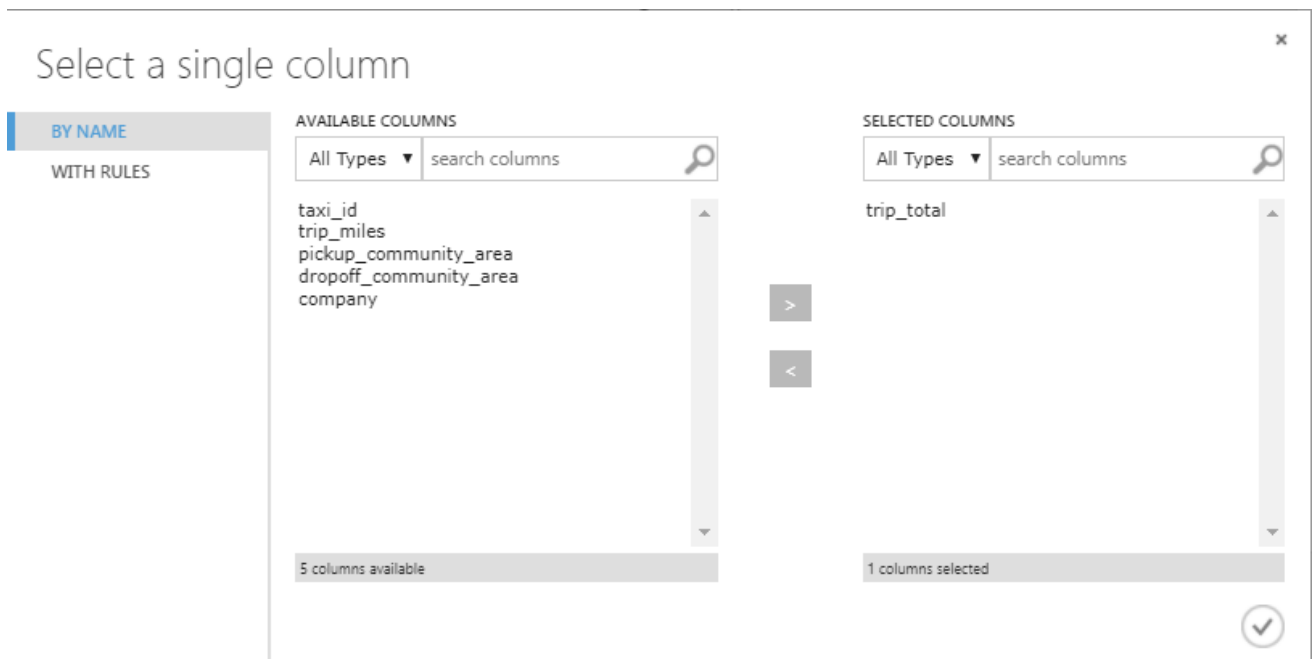 Select a single column
×
BY NAME
WITH RULES
AVAILABLE COLUMNS
All Types ▼ search columns
taxi_id
trip_miles
pickup_community_area
dropoff_community_area
company
5 columns available
>
<
SELECTED COLUMNS
All Types ▼ search columns
trip_total
1 columns selected